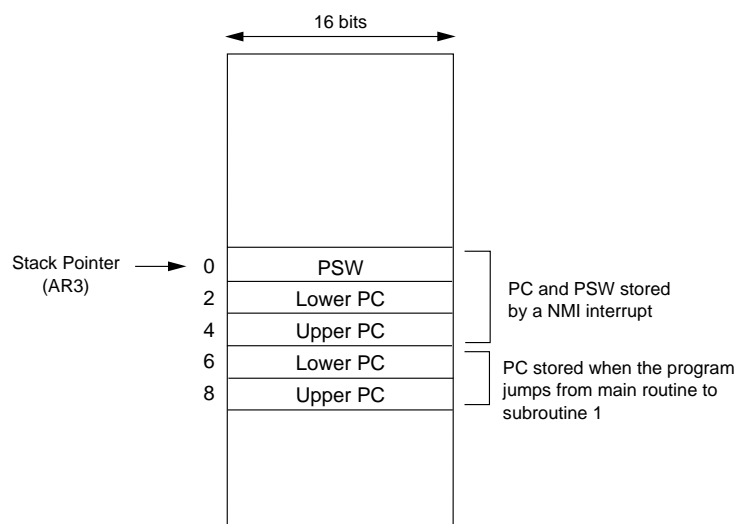 16 bits
Stack Pointer
(AR3)
0
PSW
2
Lower PC
4
Upper PC
6
Lower PC
8
Upper PC
PC and PSW stored
by a NMI interrupt
PC stored when the program
jumps from main routine to
subroutine 1